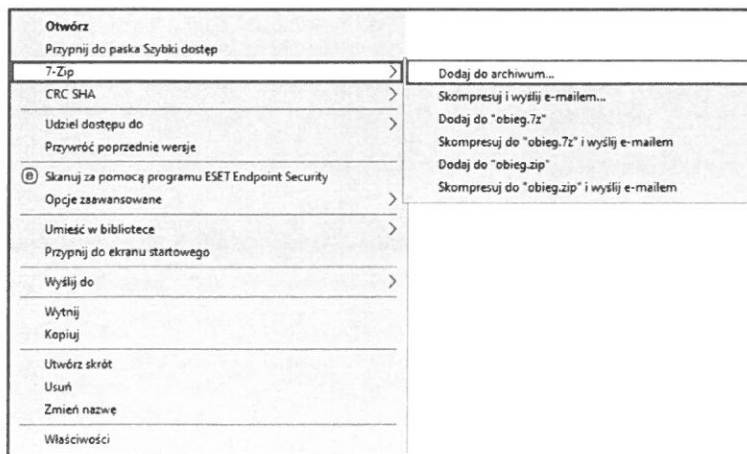 Otwórz
Przypnij do paska Szybki dostęp
7-Zip
CRC SHA
Udziel dostępu do
Przywróć poprzednie wersje
Skanuj za pomocą programu ESET Endpoint Security
Opcje zaawansowane
Umieść w bibliotece
Przypnij do ekranu startowego
Wyślij do
Wytnij
Kopiuj
Utwórz skrót
Usuń
Zmień nazwę
Właściwości
Dodaj do archiwum...
Skompresuj i wyślij e-mailem...
Dodaj do "obieg.7z"
Skompresuj do "obieg.7z" i wyślij e-mailem
Dodaj do "obieg.zip"
Skompresuj do "obieg.zip" i wyślij e-mailem